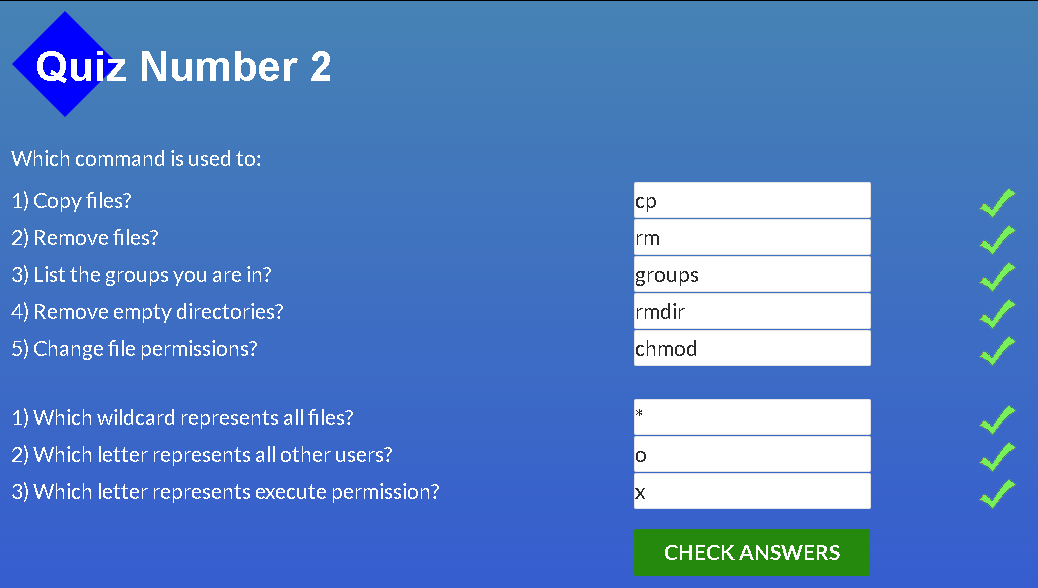 Quiz Number 2
Which command is used to:
1) Copy files? cp
2) Remove files? rm
3) List the groups you are in? groups
4) Remove empty directories? rmdir
5) Change file permissions? chmod
1) Which wildcard represents all files? *
2) Which letter represents all other users? o
3) Which letter represents execute permission? x
CHECK ANSWERS